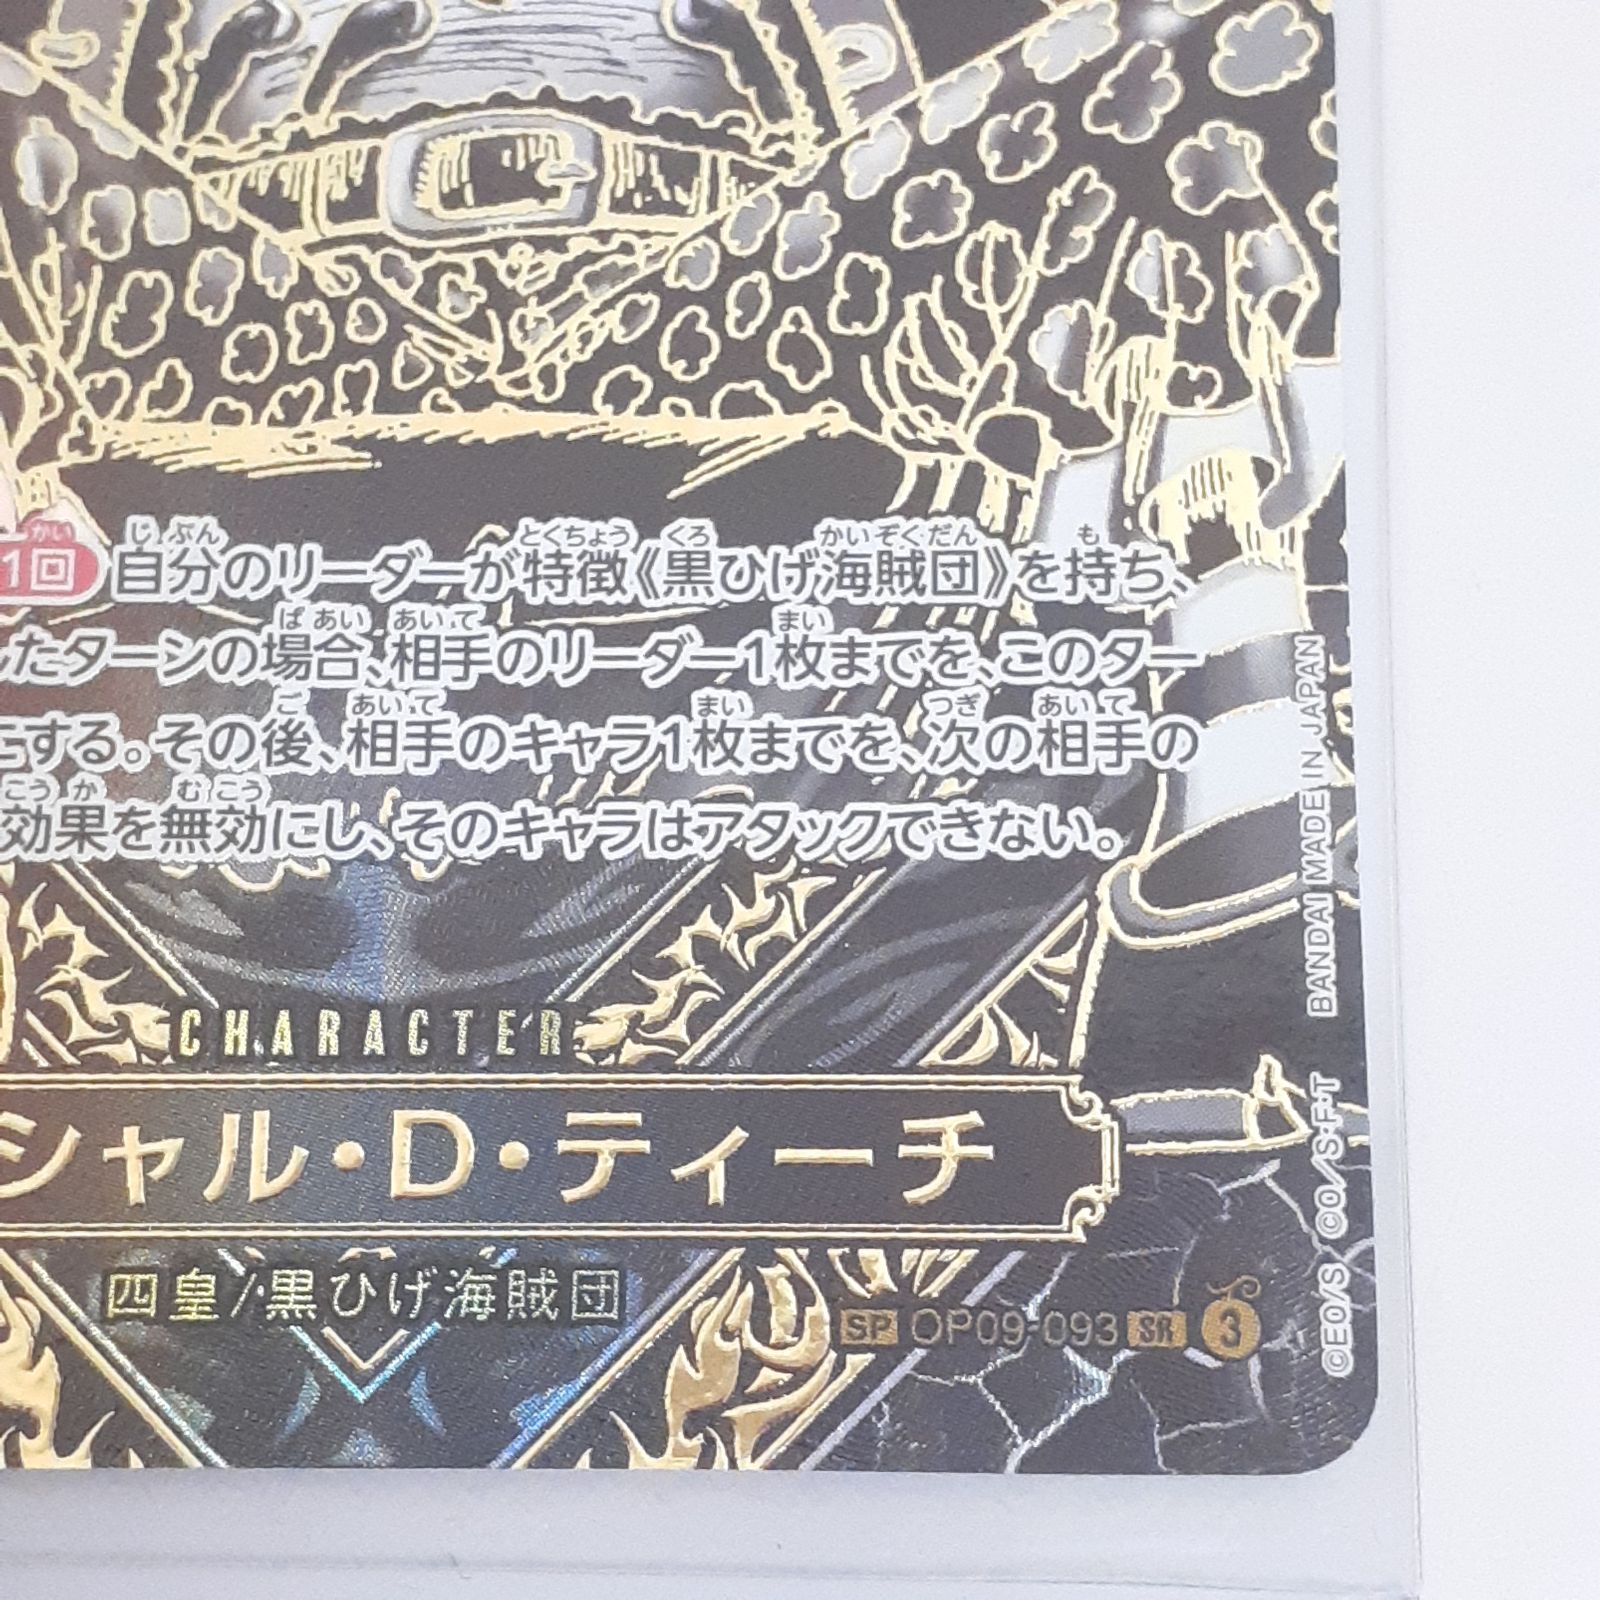 1回 自分のリーダーが特徴《黒ひげ海賊団》を持ち、
したターンの場合、相手のリーダー1枚までを、このター
にする。その後、相手のキャラ1枚までを、次の相手の
効果を無効にし、そのキャラはアタックできない。
CHARACTER
シャル・D・ティーチ
四皇/黒ひげ海賊団
SP OP09-093 SR 3
BANDAI MADE IN JAPAN
©EO/S ©O/S・F・T